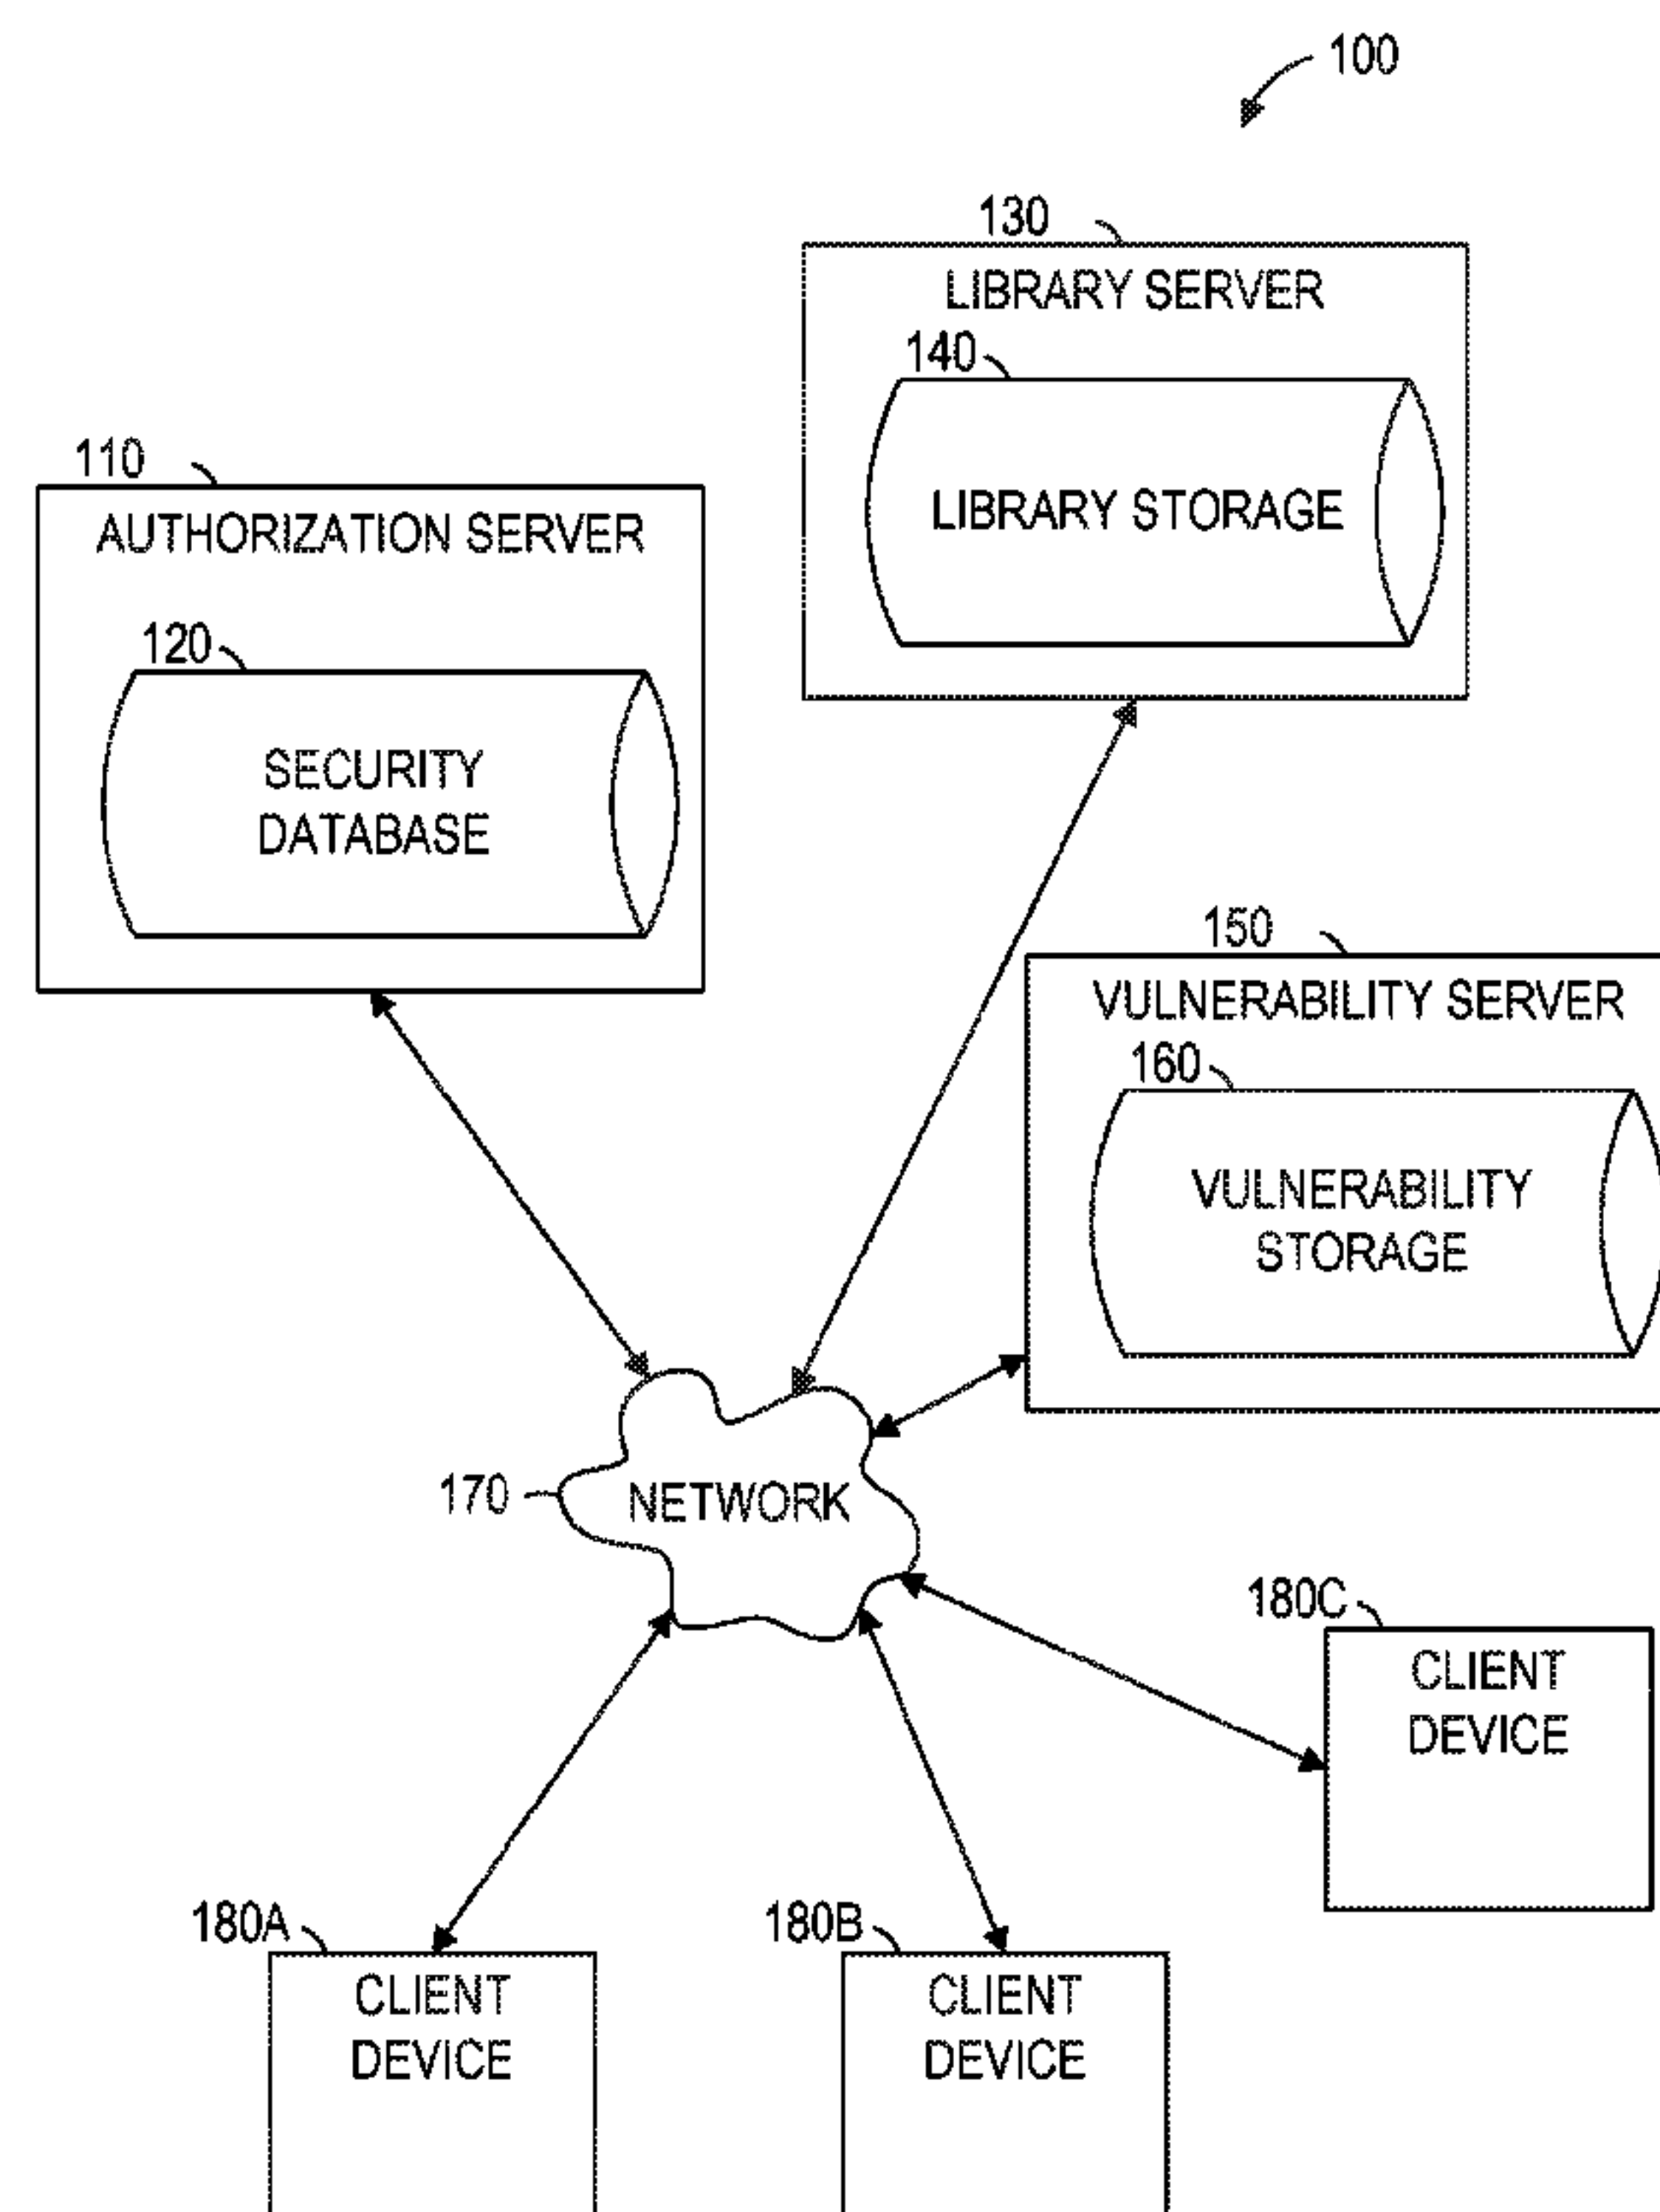 100
130
LIBRARY SERVER
140
LIBRARY STORAGE
110
AUTHORIZATION SERVER
120
SECURITY
DATABASE
150
VULNERABILITY SERVER
160
VULNERABILITY
STORAGE
170
NETWORK
180C
CLIENT
DEVICE
180A
CLIENT
DEVICE
180B
CLIENT
DEVICE